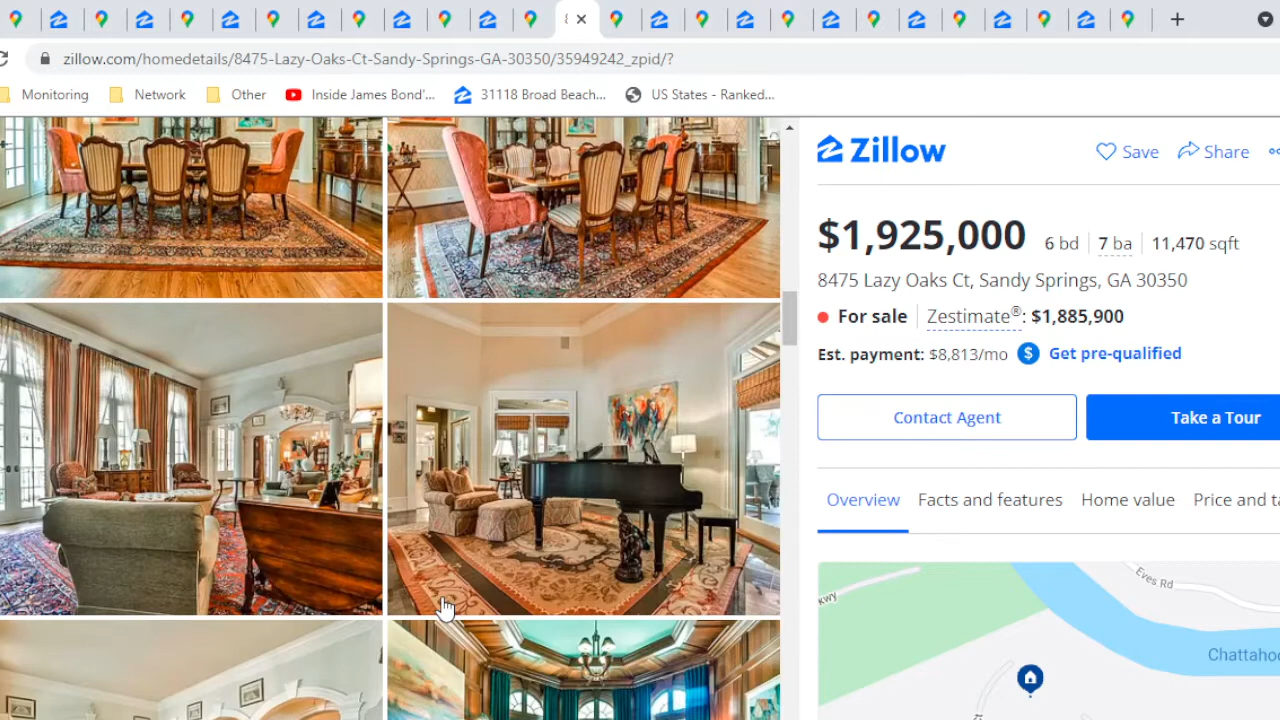 zillow.com/homedetails/8475-Lazy-Oaks-Ct-Sandy-Springs-GA-30350/35949242_zpid/?
Monitoring Network Other Inside James Bond'... 31118 Broad Beach... US States - Ranked...
Zillow Save Share
$1,925,000 6 bd 7 ba 11,470 sqft
8475 Lazy Oaks Ct, Sandy Springs, GA 30350
For sale Zestimate®: $1,885,900
Est. payment: $8,813/mo $ Get pre-qualified
Contact Agent Take a Tour
Overview Facts and features Home value Price and t
Eves Rd
kwy
Chattahoo